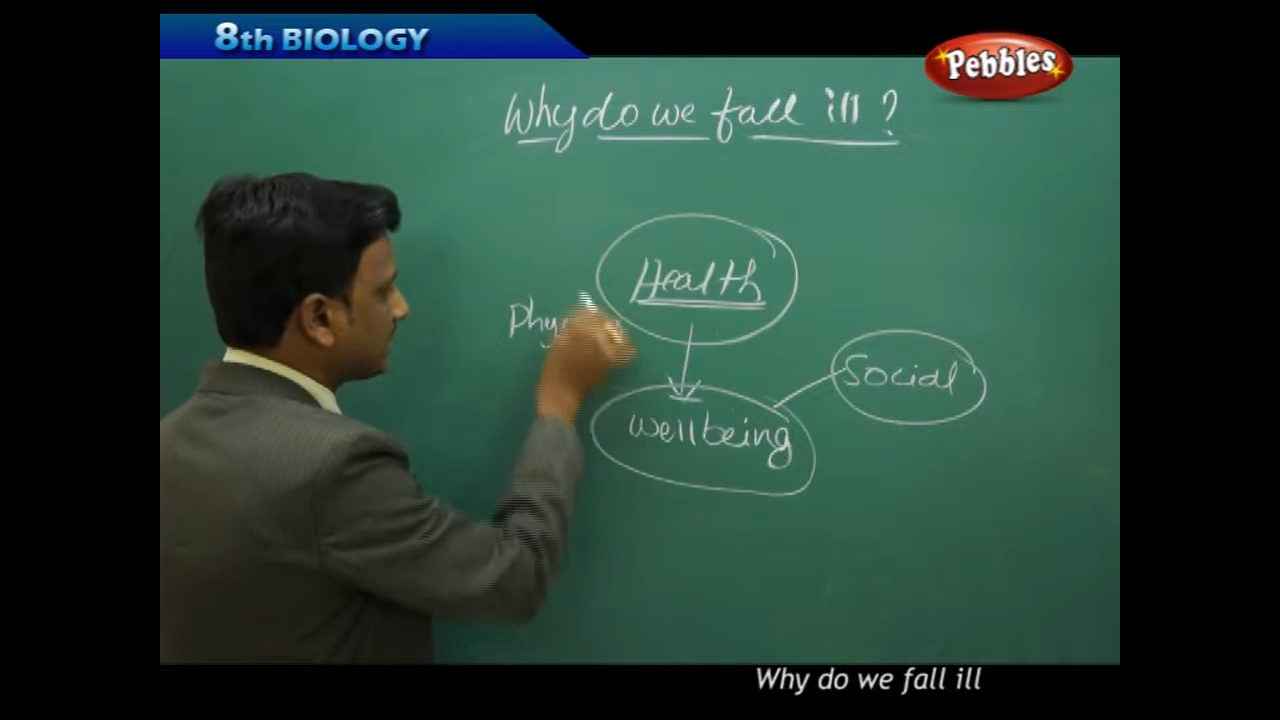 8th BIOLOGY
Pebbles
Why do we fall ill ?
Health
Social
wellbeing
Why do we fall ill